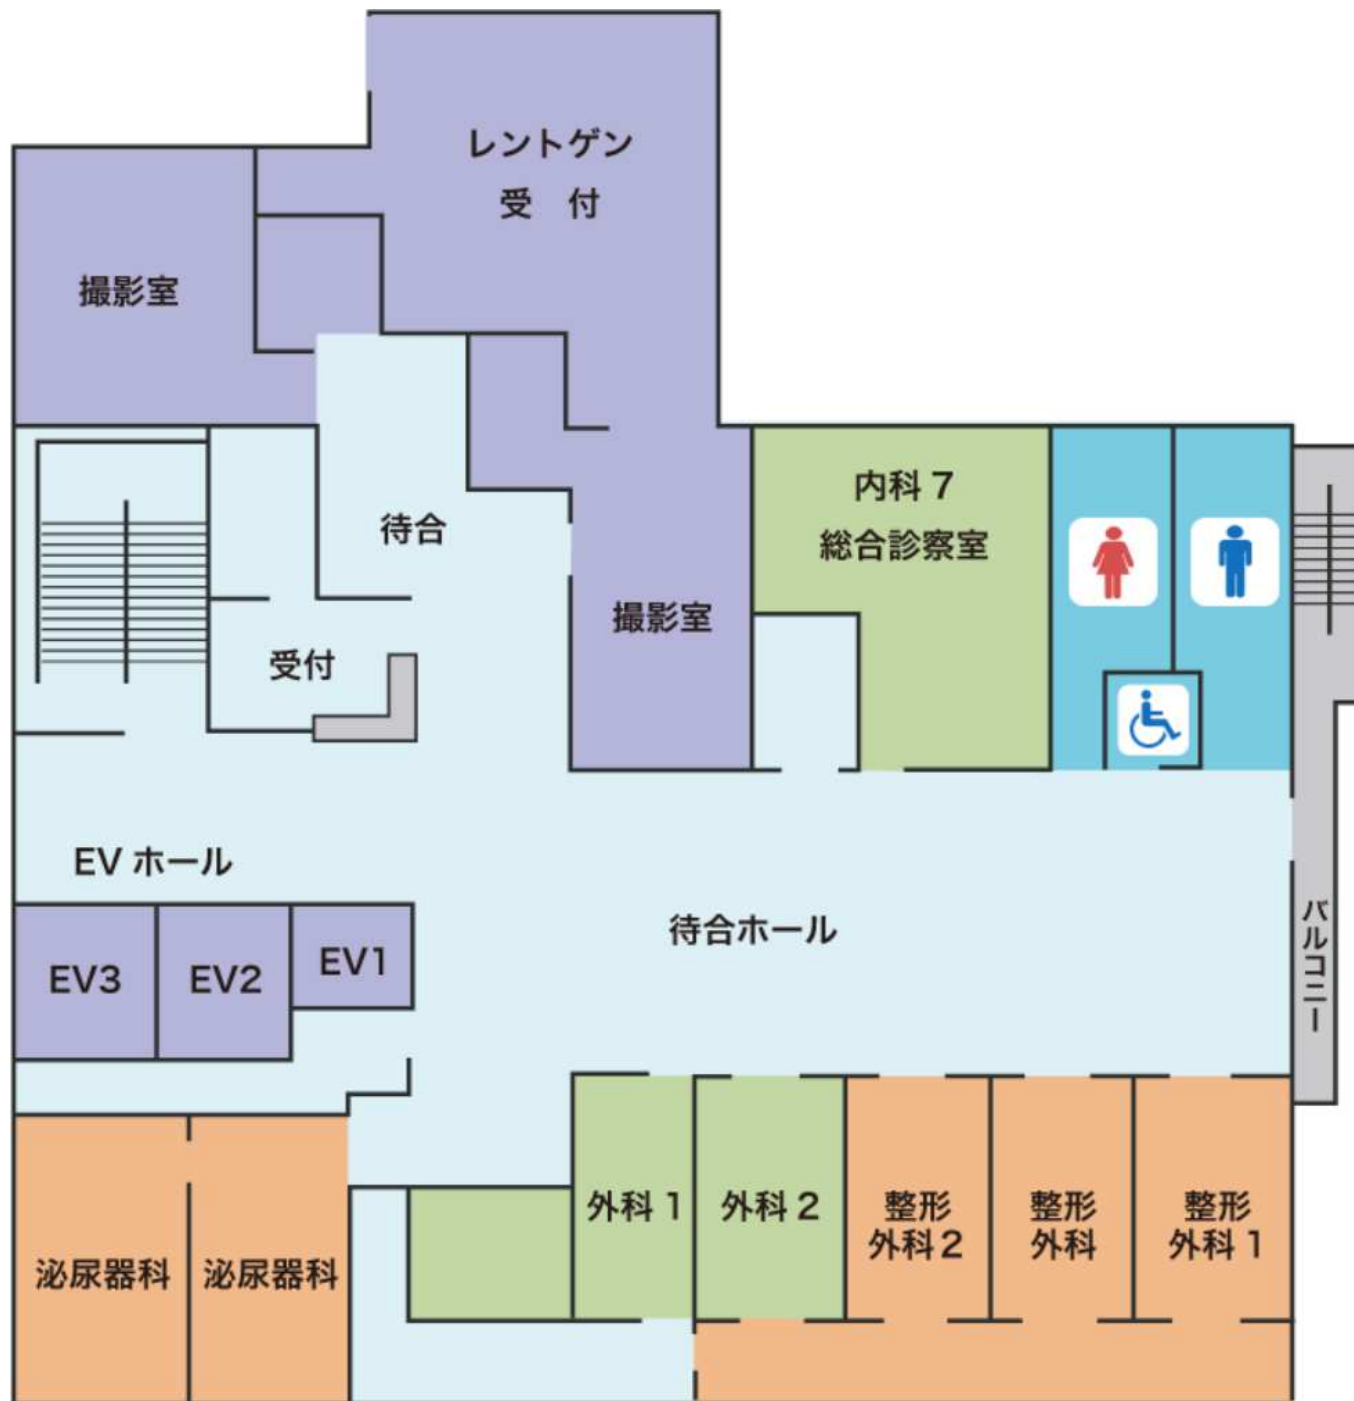 レントゲン
受　付
撮影室
内科 7
総合診察室
待合
撮影室
受付
EV ホール
待合ホール
バルコニー
EV3
EV2
EV1
外科 1
外科 2
整形
外科 2
整形
外科
整形
外科 1
泌尿器科
泌尿器科